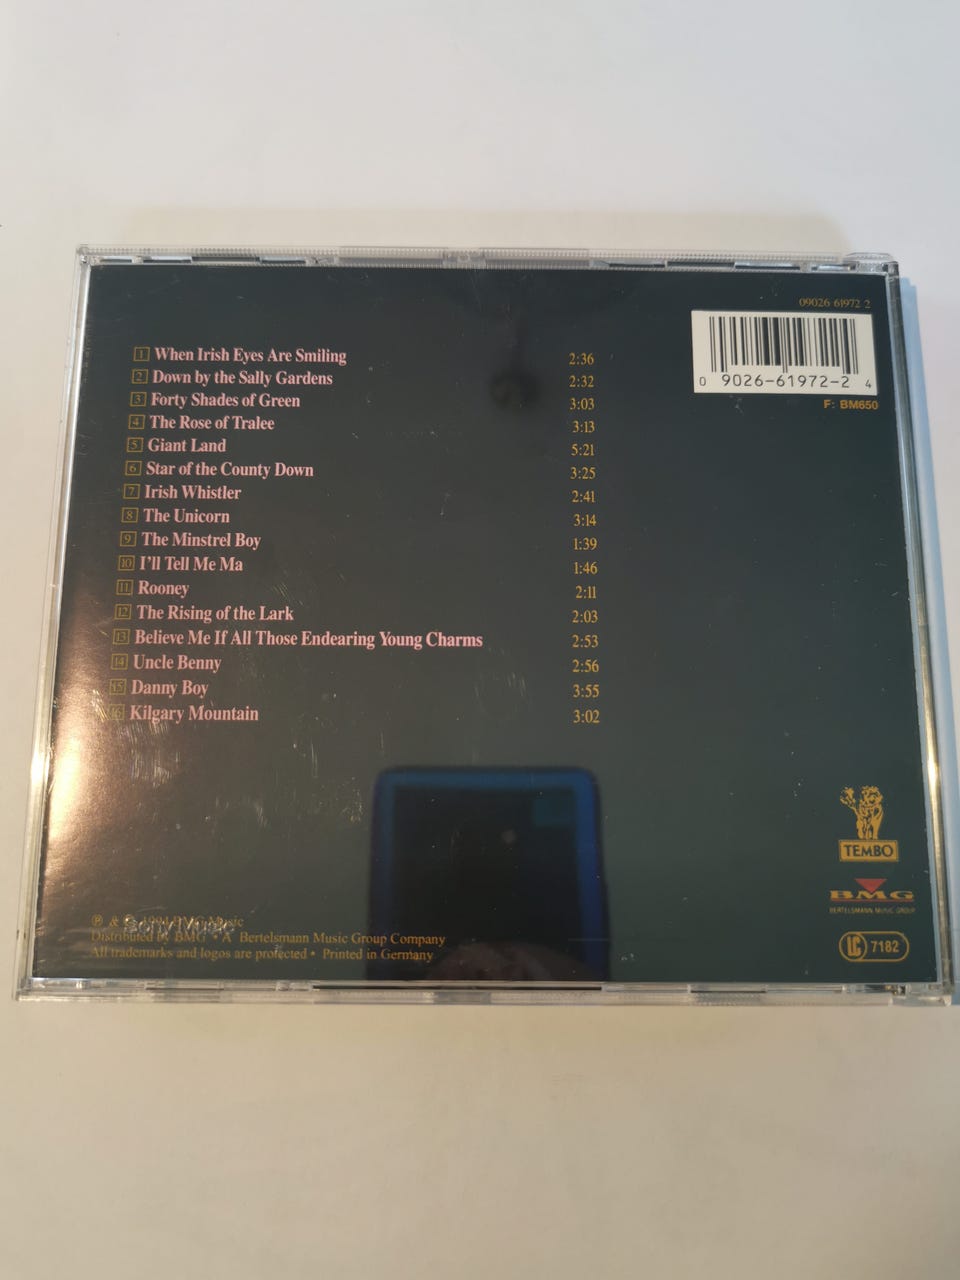 09026 61972 2
0 9026-61972-2 4
F: BM650
1 When Irish Eyes Are Smiling 2:36
2 Down by the Sally Gardens 2:32
3 Forty Shades of Green 3:03
4 The Rose of Tralee 3:13
5 Giant Land 5:21
6 Star of the County Down 3:25
7 Irish Whistler 2:41
8 The Unicorn 3:14
9 The Minstrel Boy 1:39
10 I'll Tell Me Ma 1:46
11 Rooney 2:11
12 The Rising of the Lark 2:03
13 Believe Me If All Those Endearing Young Charms 2:53
14 Uncle Benny 2:56
15 Danny Boy 3:55
16 Kilgary Mountain 3:02
TEMBO
BMG
BERTELSMANN MUSIC GROUP
LC 7182
℗ & © 1994 BMG Music
Sony Music
Distributed by BMG • A Bertelsmann Music Group Company
All trademarks and logos are protected • Printed in Germany